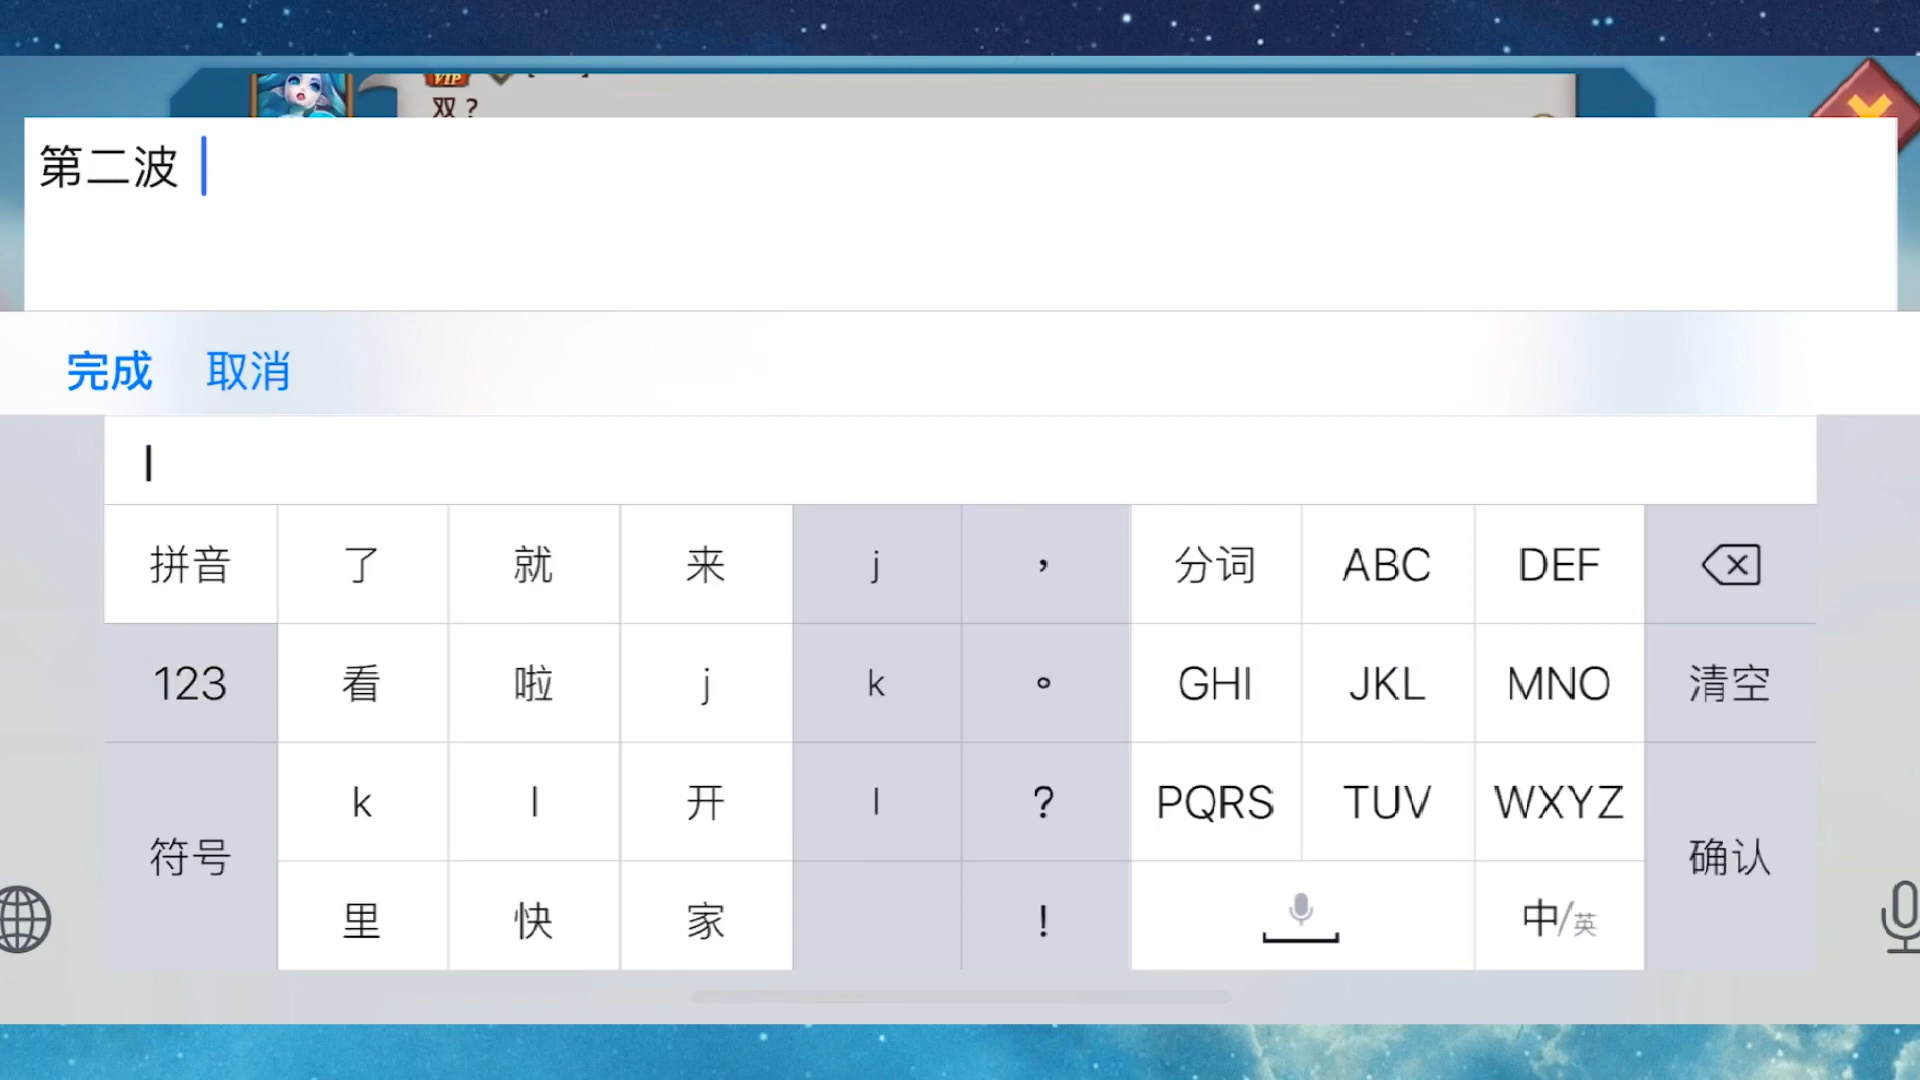 VIP
双？
第二波
完成 取消
l
拼音 了 就 来 j ， 分词 ABC DEF
123 看 啦 j k 。 GHI JKL MNO 清空
符号 k l 开 l ？ PQRS TUV WXYZ 确认
里 快 家 ！ 中/英